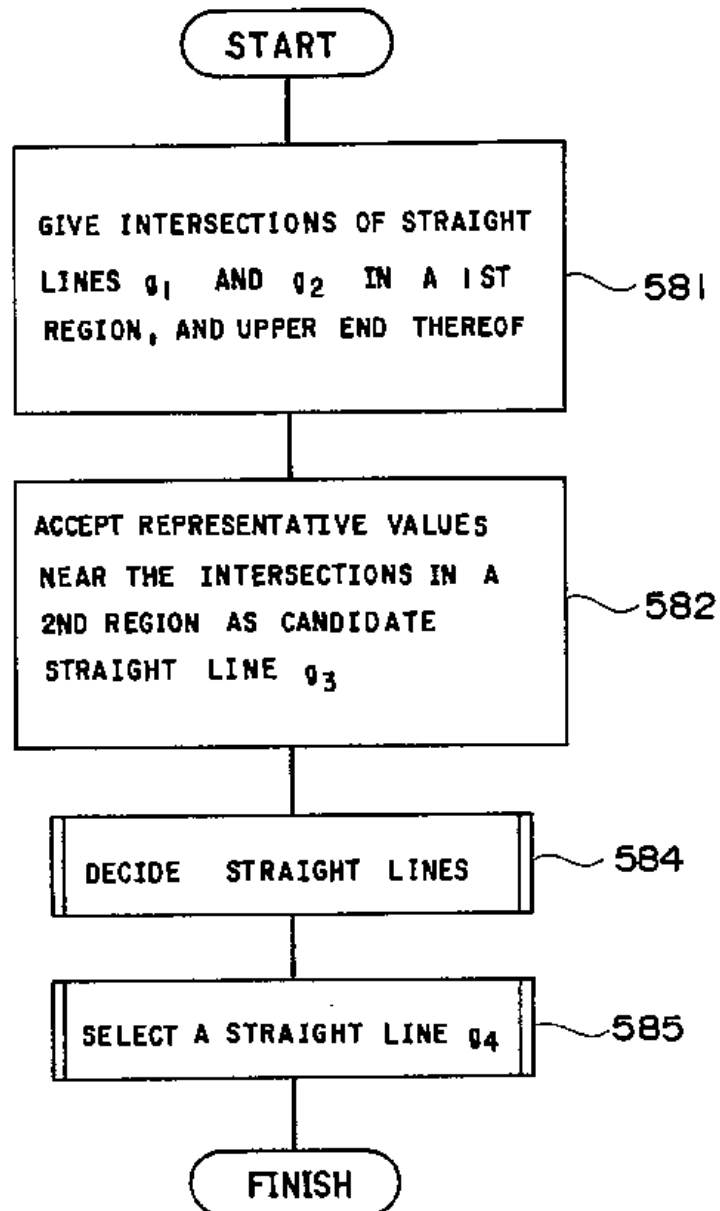 START
GIVE INTERSECTIONS OF STRAIGHT
LINES g1 AND g2 IN A 1ST
REGION, AND UPPER END THEREOF
581
ACCEPT REPRESENTATIVE VALUES
NEAR THE INTERSECTIONS IN A
2ND REGION AS CANDIDATE
STRAIGHT LINE g3
582
DECIDE STRAIGHT LINES
584
SELECT A STRAIGHT LINE g4
585
FINISH